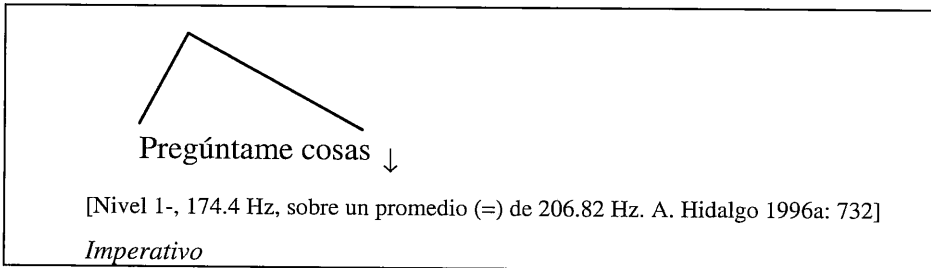 Pregúntame cosas ↓
[Nivel 1-, 174.4 Hz, sobre un promedio (=) de 206.82 Hz. A. Hidalgo 1996a: 732]
Imperativo